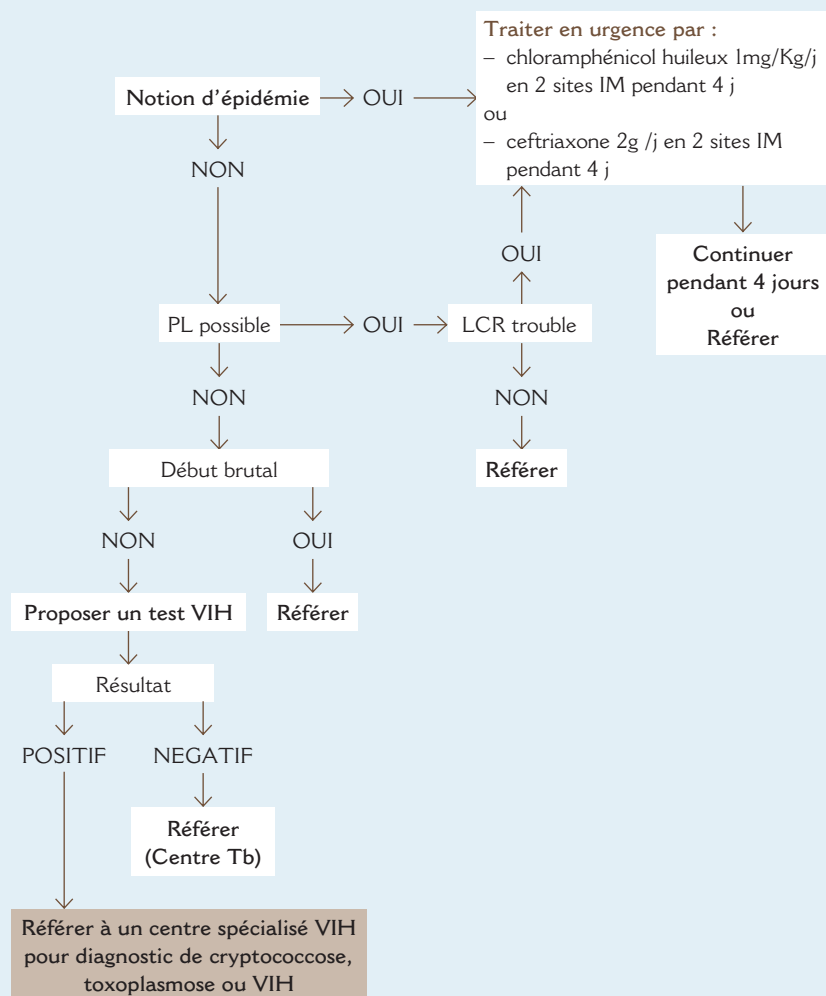 Traiter en urgence par :
– chloramphénicol huileux 1mg/Kg/j
en 2 sites IM pendant 4 j
ou
– ceftriaxone 2g /j en 2 sites IM
pendant 4 j
Notion d'épidémie
OUI
NON
OUI
Continuer
pendant 4 jours
ou
Référer
PL possible
OUI
LCR trouble
NON
NON
Début brutal
Référer
NON
OUI
Proposer un test VIH
Référer
Résultat
POSITIF
NEGATIF
Référer
(Centre Tb)
Référer à un centre spécialisé VIH
pour diagnostic de cryptococcose,
toxoplasmose ou VIH